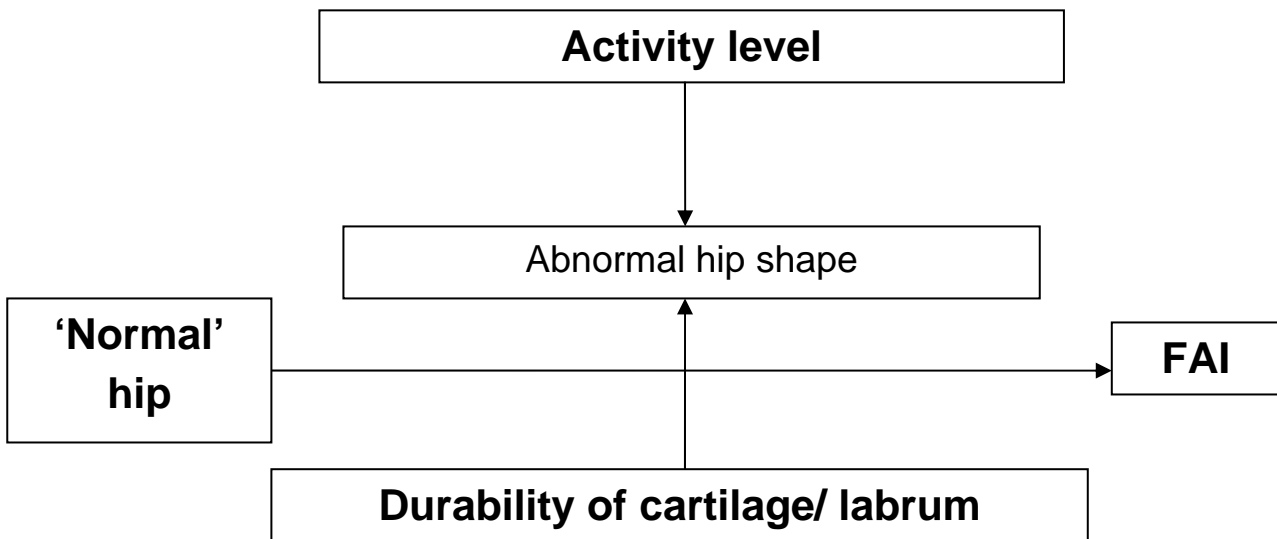 Activity level
Abnormal hip shape
‘Normal’
hip
FAI
Durability of cartilage/ labrum